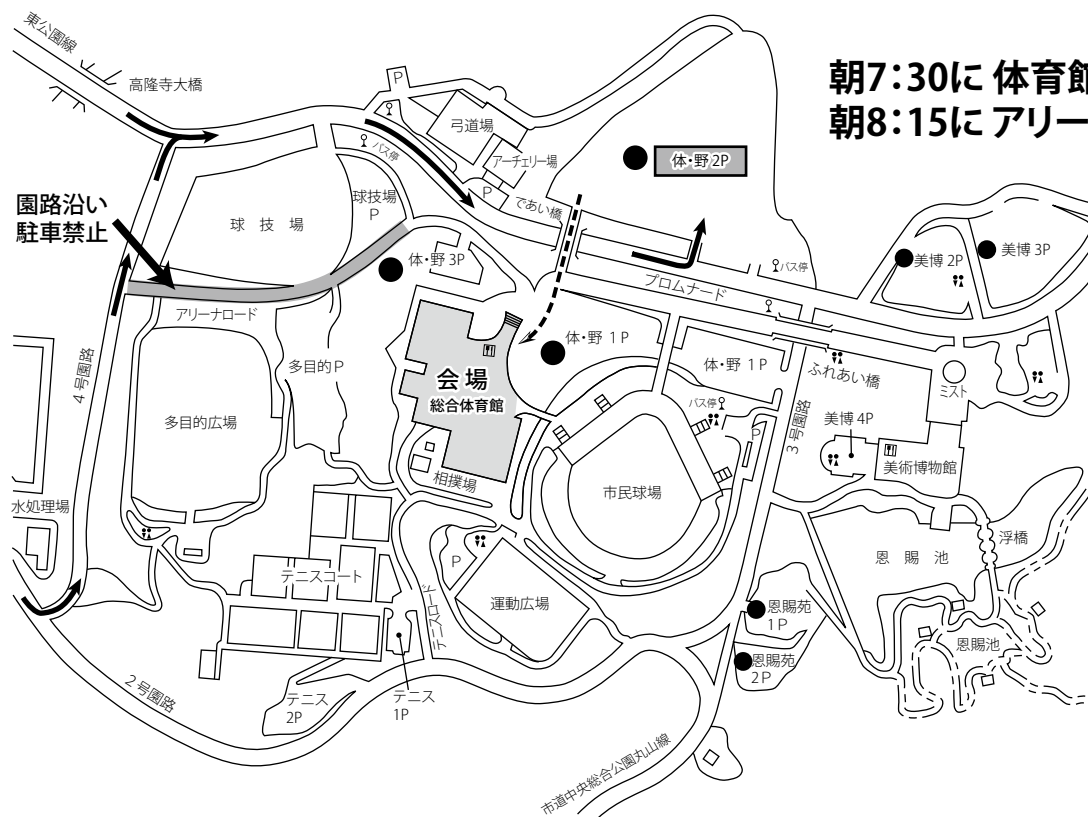 東公園線
高隆寺大橋
朝7：30に 体育館
朝8：15に アリー
P
弓道場
アーチェリー場
バス停
P
であい橋
体・野 2P
園路沿い
駐車禁止
球 技 場
球技場
P
体・野 3P
アリーナロード
４号園路
多目的Ｐ
多目的広場
会 場
総合体育館
体・野 １P
プロムナード
バス停
体・野 １P
美博 2P
美博 3P
ふれあい橋
ミスト
バス停
P
３号園路
美博 4P
美術博物館
相撲場
市民球場
水処理場
テニスコート
P
運動広場
テニスロード
恩 賜 池
浮橋
恩賜池
恩賜苑
１P
恩賜苑
２P
２号園路
テニス
2P
テニス
1P
市道中央総合公園丸山線